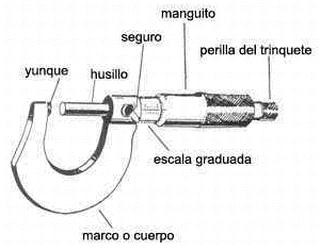 manguito
seguro
perilla del trinquete
yunque
husillo
escala graduada
marco o cuerpo